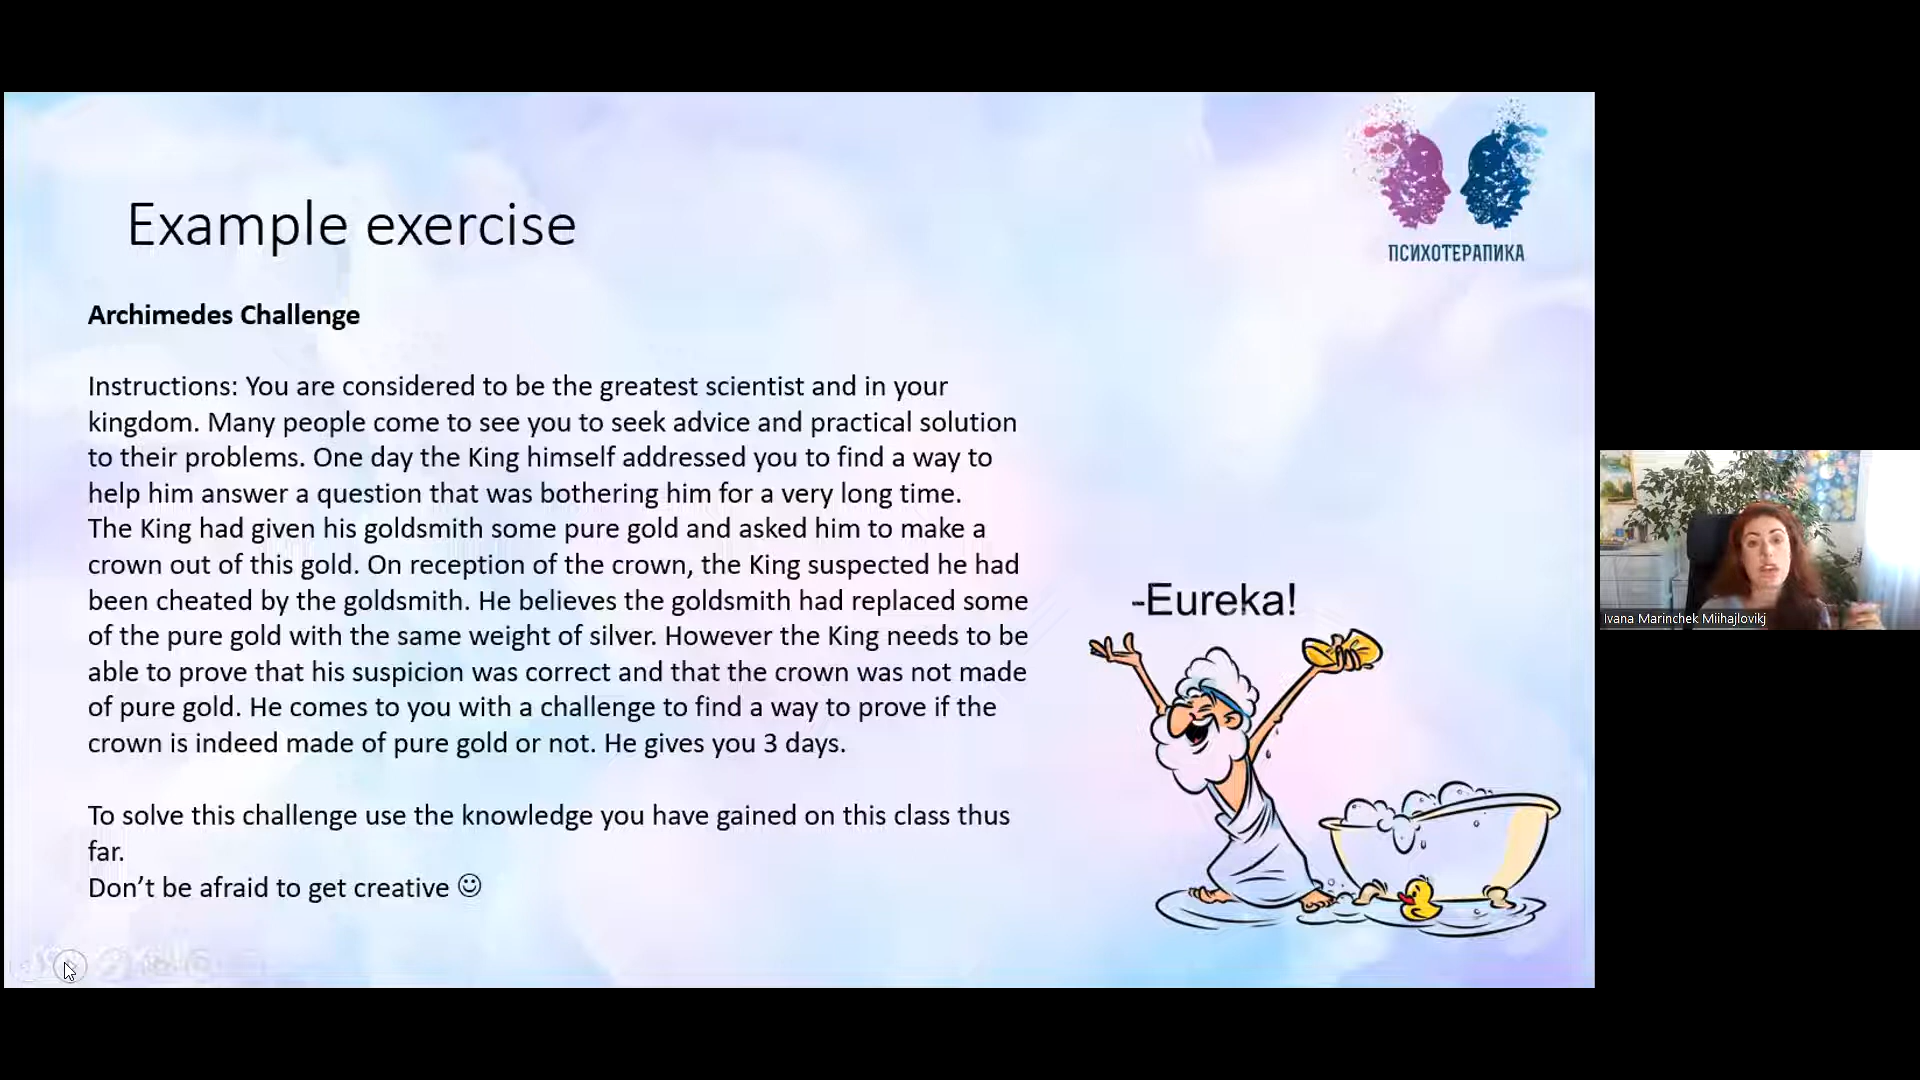 ПСИХОТЕРАПИКА
Example exercise
Archimedes Challenge
Instructions: You are considered to be the greatest scientist and in your
kingdom. Many people come to see you to seek advice and practical solution
to their problems. One day the King himself addressed you to find a way to
help him answer a question that was bothering him for a very long time.
The King had given his goldsmith some pure gold and asked him to make a
crown out of this gold. On reception of the crown, the King suspected he had
been cheated by the goldsmith. He believes the goldsmith had replaced some
of the pure gold with the same weight of silver. However the King needs to be
able to prove that his suspicion was correct and that the crown was not made
of pure gold. He comes to you with a challenge to find a way to prove if the
crown is indeed made of pure gold or not. He gives you 3 days.
To solve this challenge use the knowledge you have gained on this class thus
far.
Don’t be afraid to get creative ☺
-Eureka!
Ivana Marinchek Miihajlovikj